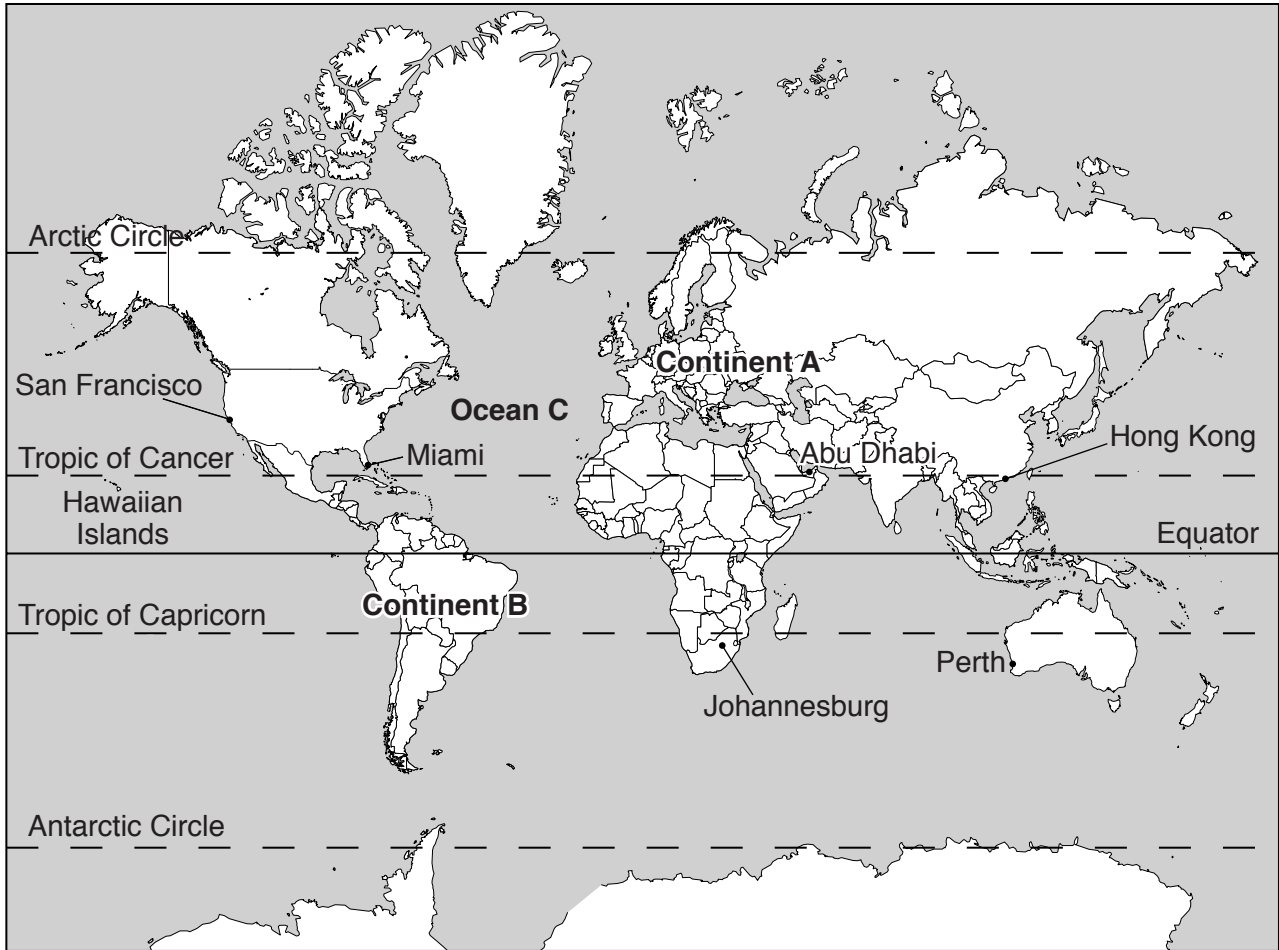 Arctic Circle
Continent A
San Francisco
Ocean C
Hong Kong
Miami
Abu Dhabi
Tropic of Cancer
Hawaiian
Islands
Equator
Continent B
Tropic of Capricorn
Perth
Johannesburg
Antarctic Circle